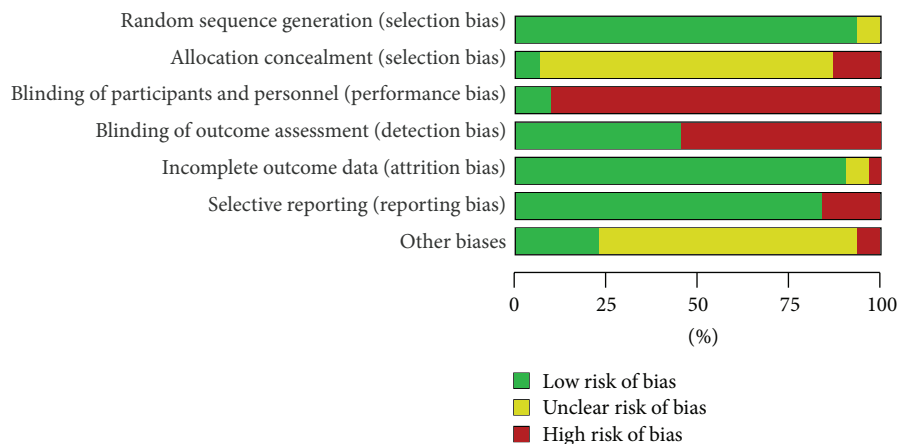 Random sequence generation (selection bias)
Allocation concealment (selection bias)
Blinding of participants and personnel (performance bias)
Blinding of outcome assessment (detection bias)
Incomplete outcome data (attrition bias)
Selective reporting (reporting bias)
Other biases
0 25 50 75 100
(%)
Low risk of bias
Unclear risk of bias
High risk of bias